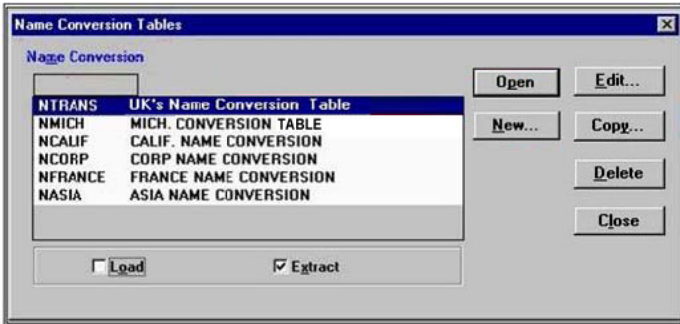 Name Conversion Tables
Name Conversion
NTRANS UK's Name Conversion Table
NMICH MICH. CONVERSION TABLE
NCALIF CALIF. NAME CONVERSION
NCORP CORP NAME CONVERSION
NFRANCE FRANCE NAME CONVERSION
NASIA ASIA NAME CONVERSION
Load Extract
Open Edit...
New... Copy...
Delete
Close